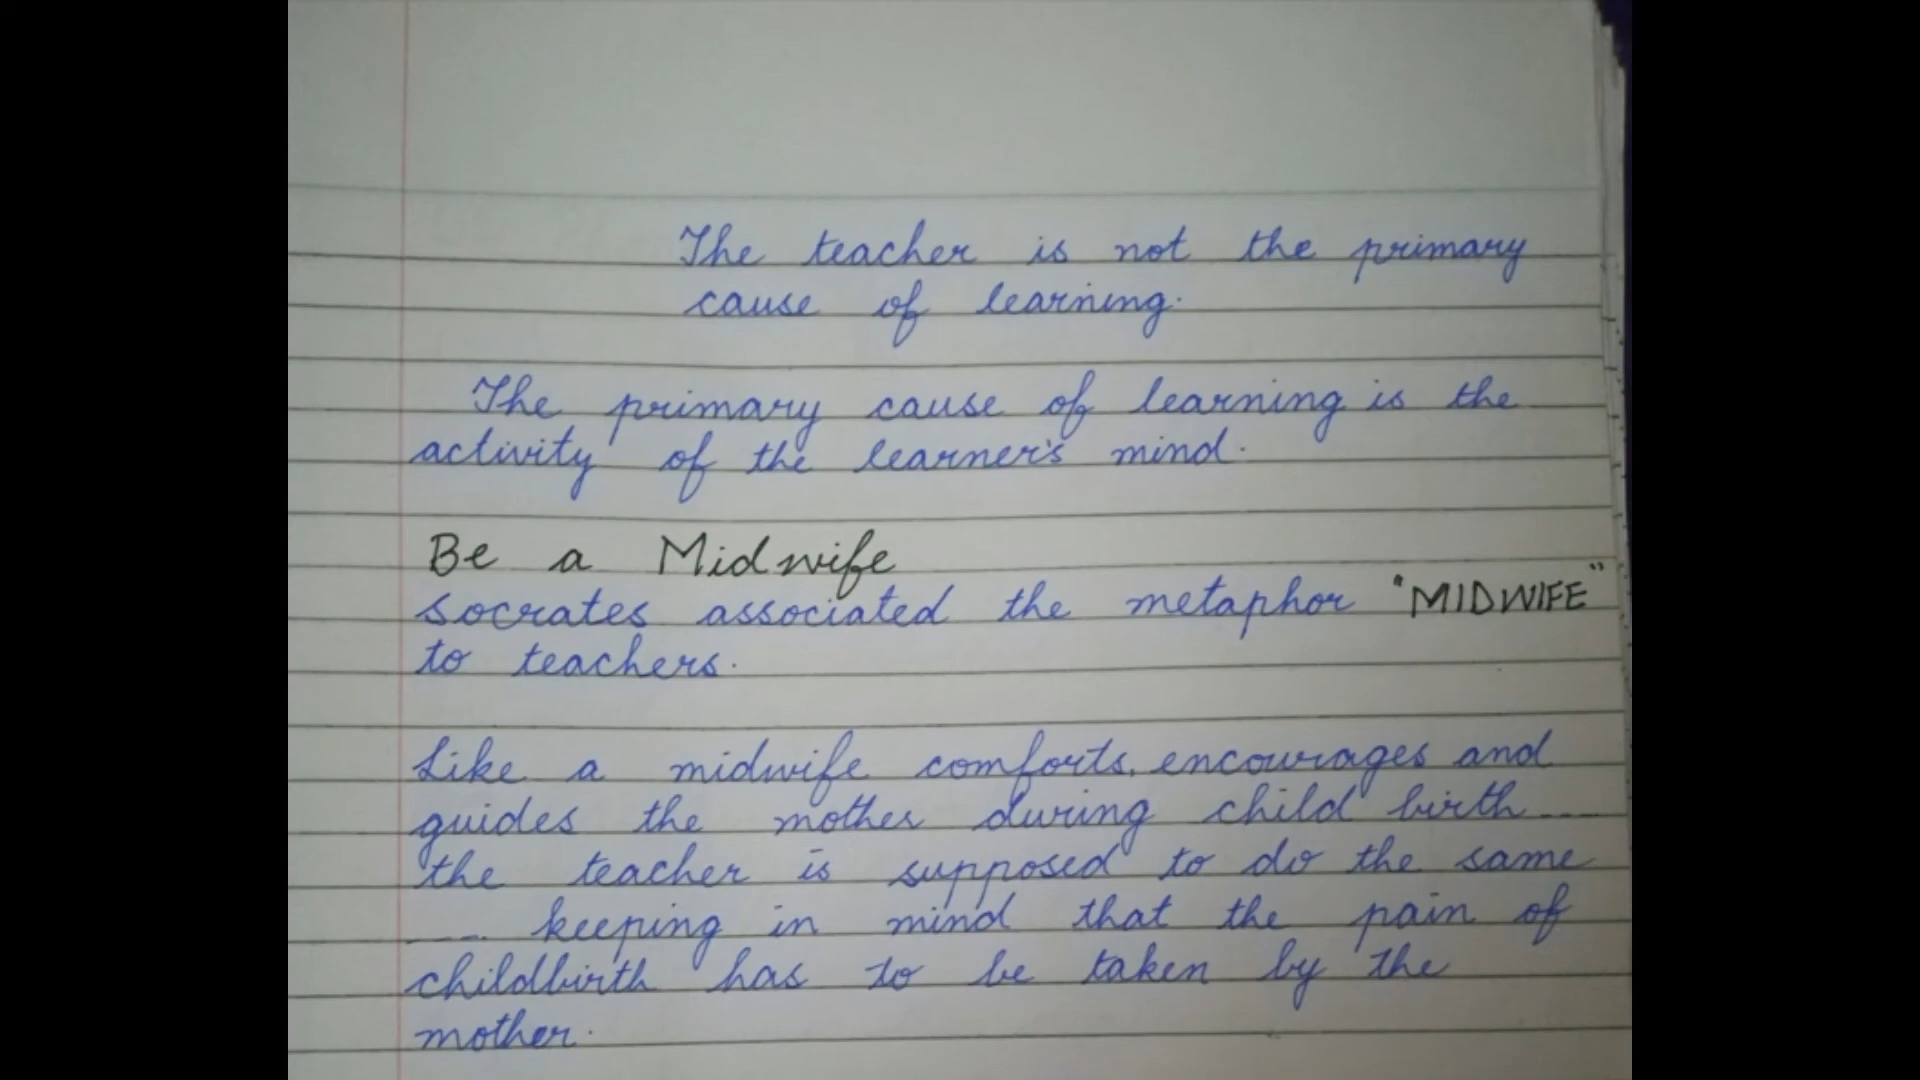 The teacher is not the primary
cause of learning.
The primary cause of learning is the
activity of the learner's mind.
Be a Midwife
Socrates associated the metaphor "MIDWIFE"
to teachers.
Like a midwife comforts, encourages and
guides the mother during child birth ....
the teacher is supposed to do the same
.... keeping in mind that the pain of
childbirth has to be taken by the
mother.